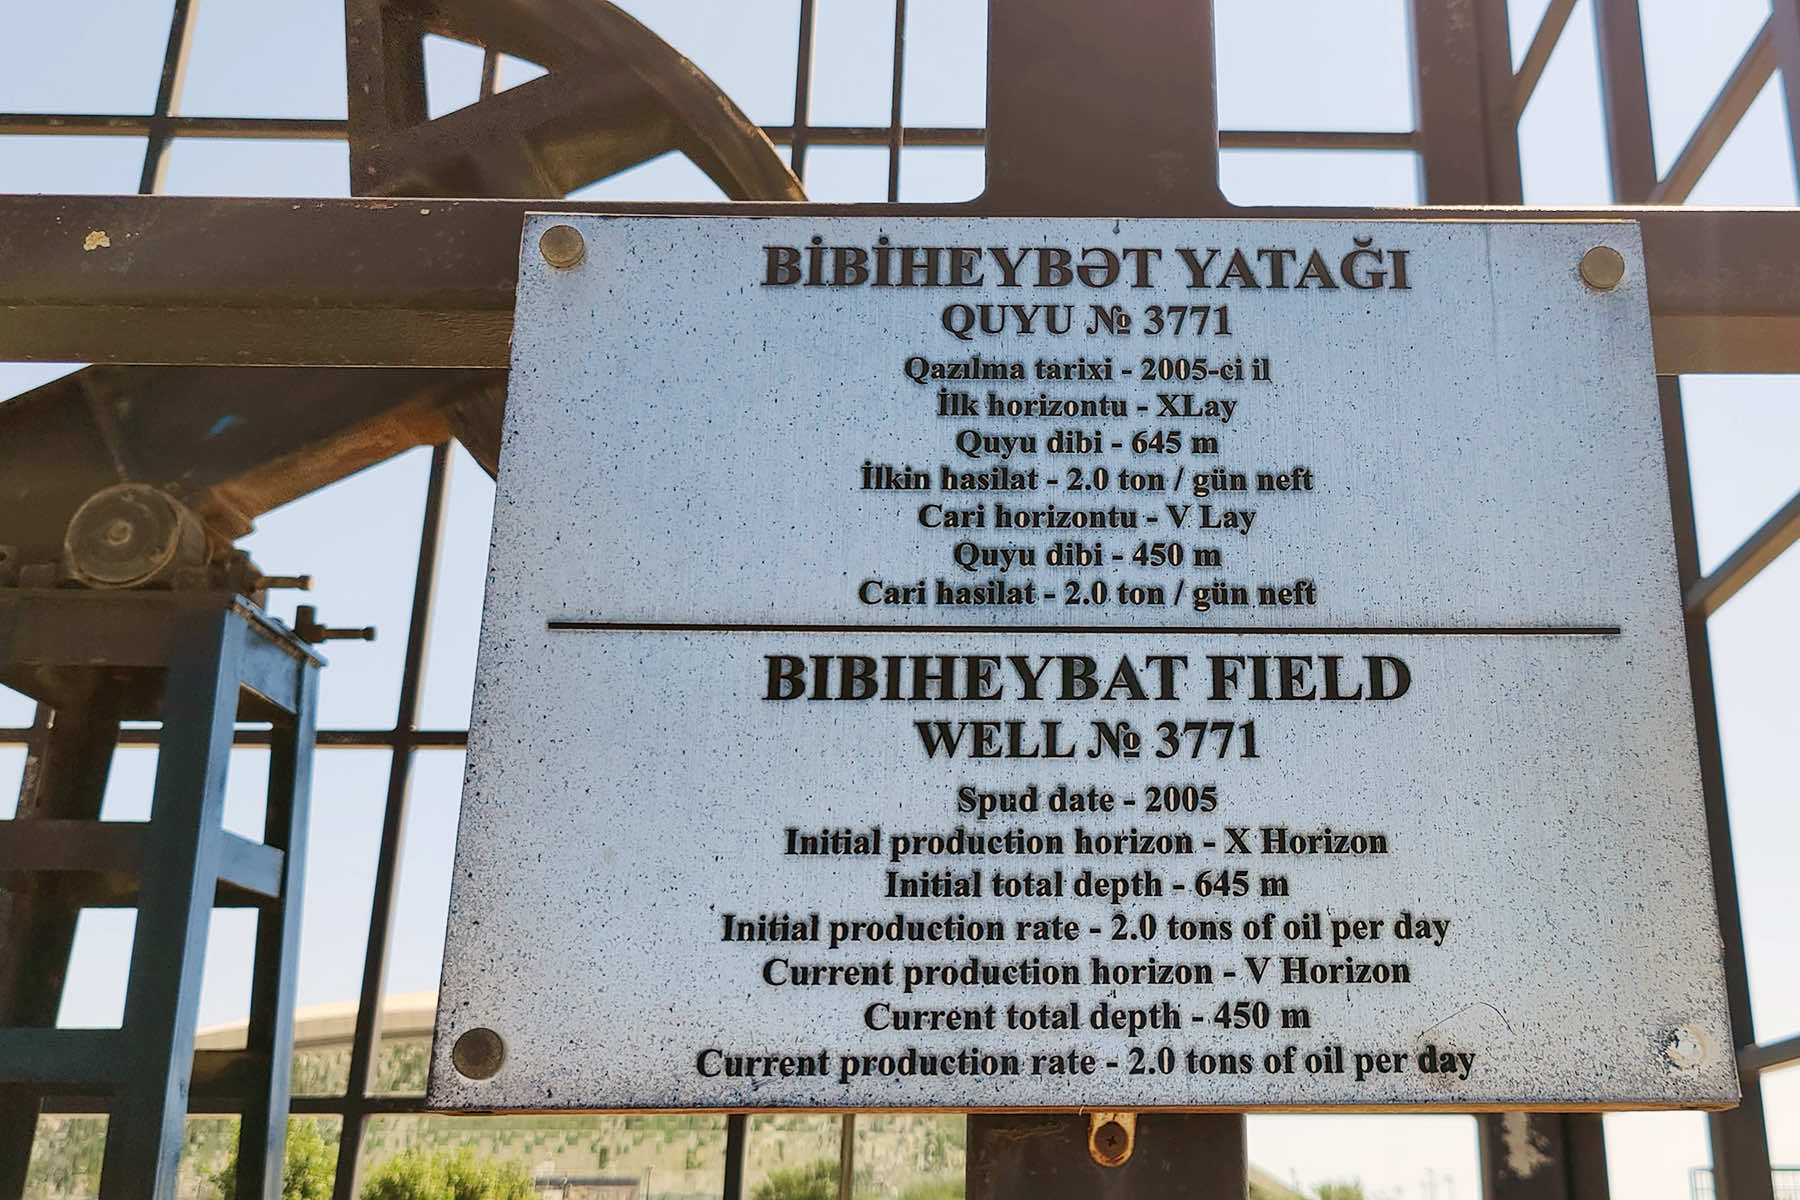 BİBİHEYBƏT YATAĞI
QUYU № 3771
Qazılma tarixi - 2005-ci il
İlk horizontu - XLay
Quyu dibi - 645 m
İlkin hasilat - 2.0 ton / gün neft
Cari horizontu - V Lay
Quyu dibi - 450 m
Cari hasilat - 2.0 ton / gün neft
BIBIHEYBAT FIELD
WELL № 3771
Spud date - 2005
Initial production horizon - X Horizon
Initial total depth - 645 m
Initial production rate - 2.0 tons of oil per day
Current production horizon - V Horizon
Current total depth - 450 m
Current production rate - 2.0 tons of oil per day